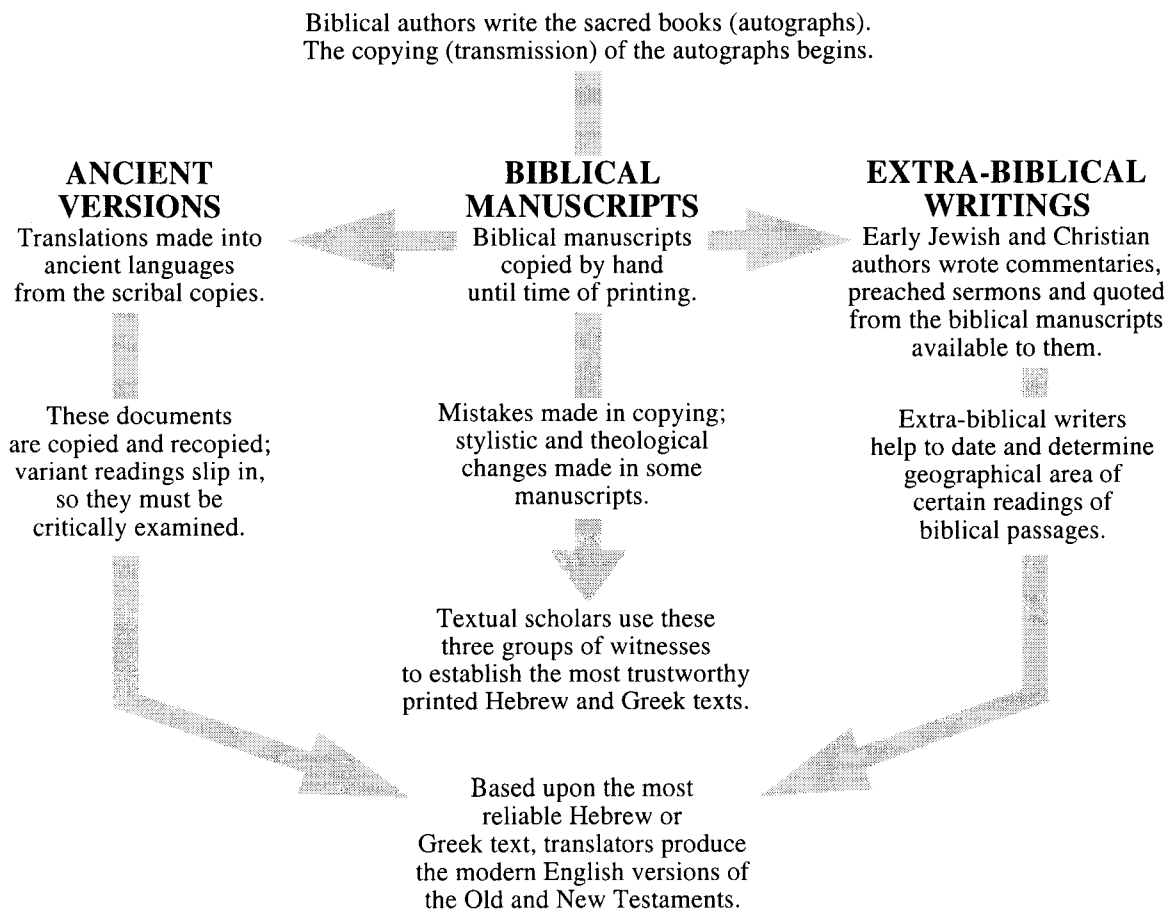 Biblical authors write the sacred books (autographs).
The copying (transmission) of the autographs begins.
ANCIENT
VERSIONS
Translations made into
ancient languages
from the scribal copies.
These documents
are copied and recopied;
variant readings slip in,
so they must be
critically examined.
BIBLICAL
MANUSCRIPTS
Biblical manuscripts
copied by hand
until time of printing.
Mistakes made in copying;
stylistic and theological
changes made in some
manuscripts.
Textual scholars use these
three groups of witnesses
to establish the most trustworthy
printed Hebrew and Greek texts.
EXTRA-BIBLICAL
WRITINGS
Early Jewish and Christian
authors wrote commentaries,
preached sermons and quoted
from the biblical manuscripts
available to them.
Extra-biblical writers
help to date and determine
geographical area of
certain readings of
biblical passages.
Based upon the most
reliable Hebrew or
Greek text, translators produce
the modern English versions of
the Old and New Testaments.